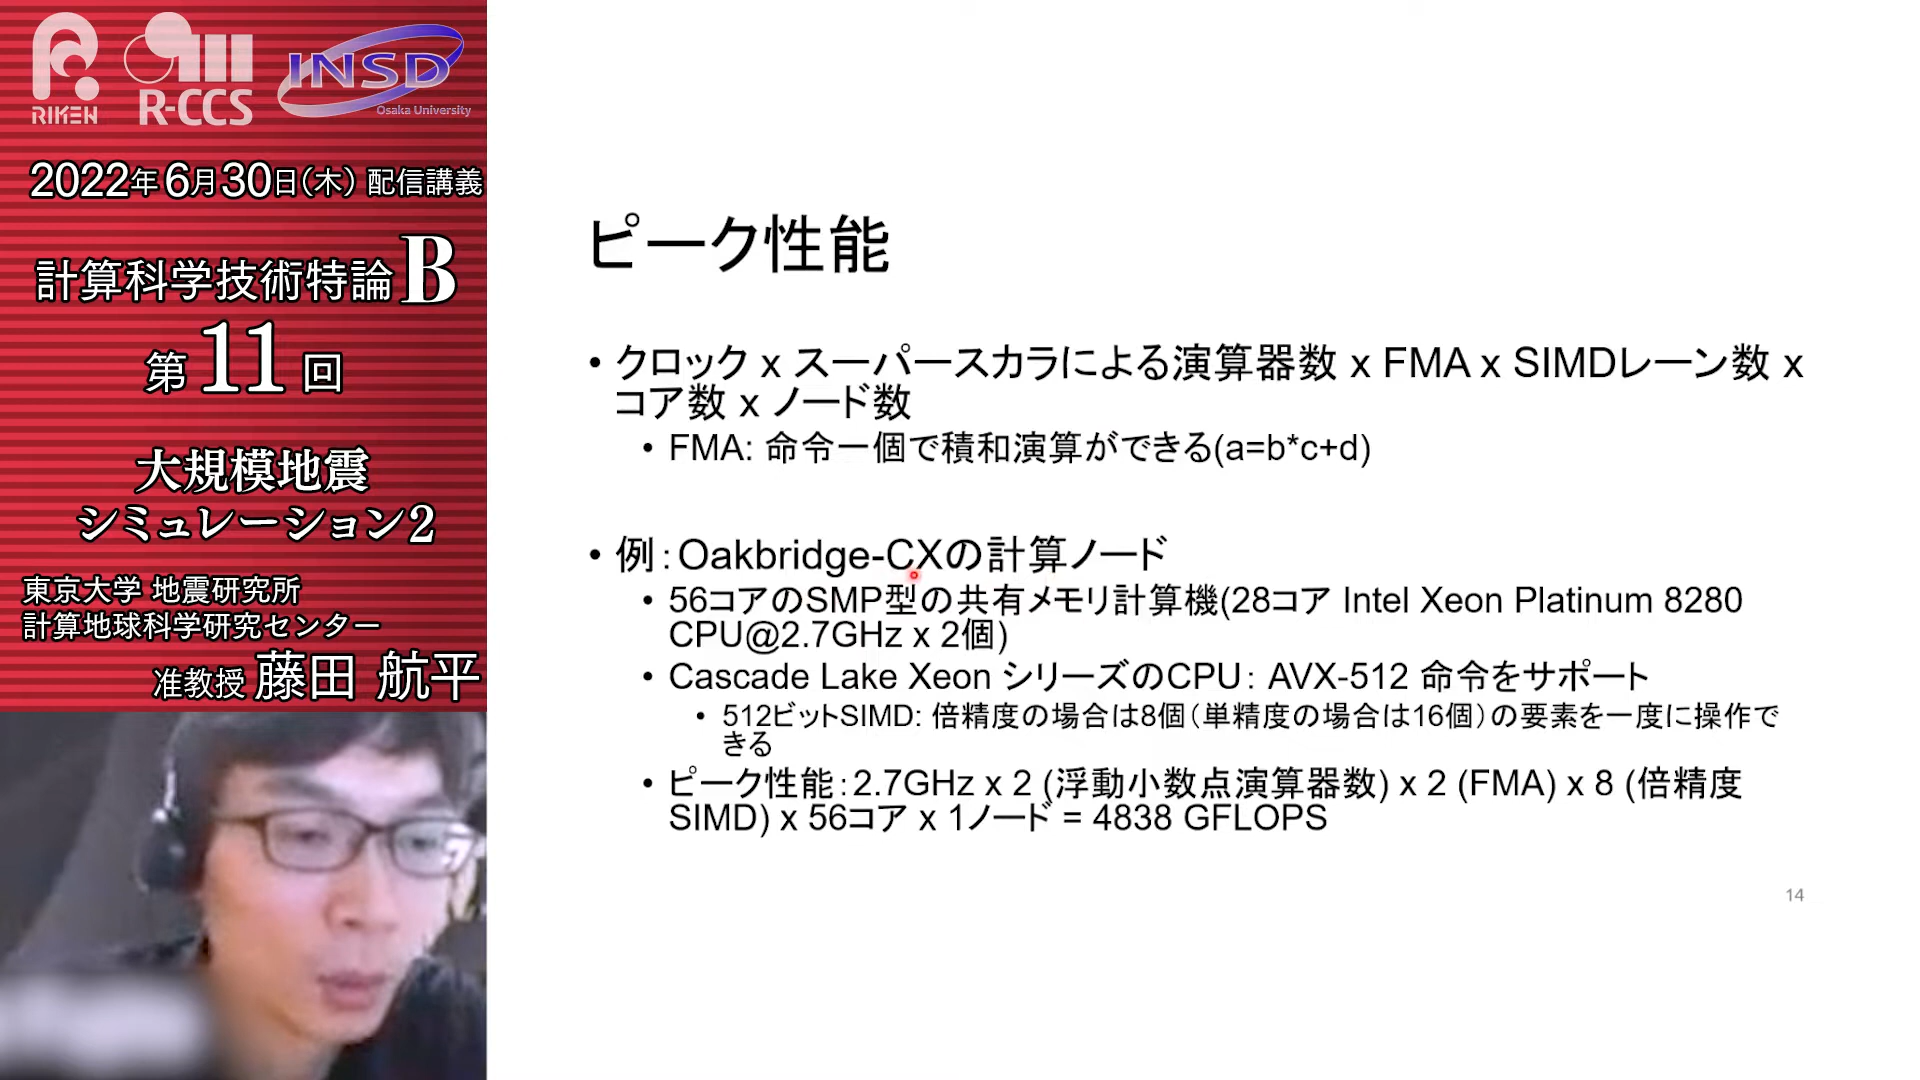 RIKEN
R-CCS
INSD
Osaka University
2022年6月30日(木) 配信講義
計算科学技術特論B
第11回
大規模地震
シミュレーション2
東京大学 地震研究所
計算地球科学研究センター
准教授 藤田 航平
ピーク性能
• クロック x スーパースカラによる演算器数 x FMA x SIMDレーン数 x
コア数 x ノード数
• FMA: 命令一個で積和演算ができる(a=b*c+d)
• 例：Oakbridge-CXの計算ノード
• 56コアのSMP型の共有メモリ計算機(28コア Intel Xeon Platinum 8280
CPU@2.7GHz x 2個)
• Cascade Lake Xeon シリーズのCPU： AVX-512 命令をサポート
• 512ビットSIMD: 倍精度の場合は8個（単精度の場合は16個）の要素を一度に操作で
きる
• ピーク性能：2.7GHz x 2 (浮動小数点演算器数) x 2 (FMA) x 8 (倍精度
SIMD) x 56コア x 1ノード = 4838 GFLOPS
14